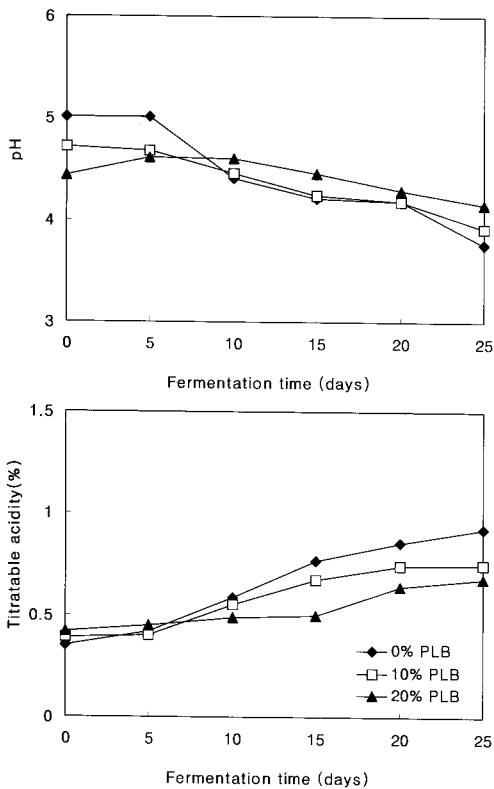 6
5
4
3
pH
0 5 10 15 20 25
Fermentation time (days)
1.5
1
0.5
0
Titratable acidity(%)
0% PLB
10% PLB
20% PLB
0 5 10 15 20 25
Fermentation time (days)